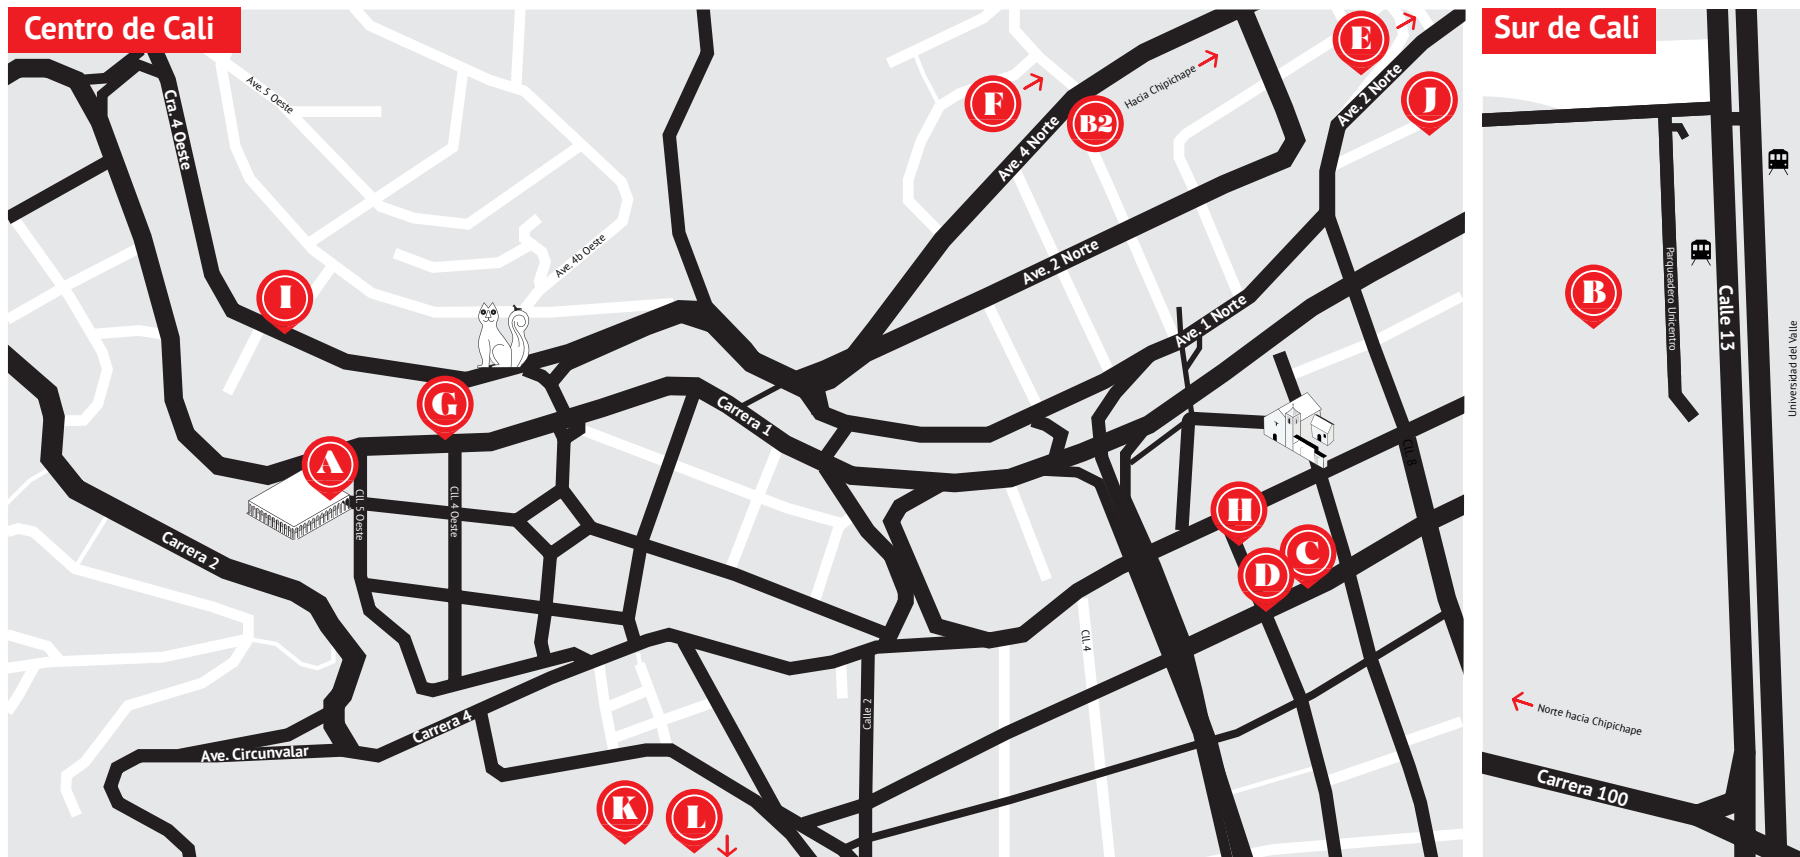 Centro de Cali
Sur de Cali
E
J
F
B2
Hacia Chipichape
Ave. 2 Norte
Ave. 4 Norte
Ave. 5 Oeste
Cra. 4 Oeste
Ave. 4b Oeste
Ave. 2 Norte
I
Ave. 1 Norte
G
Carrera 1
A
Cll. 5 Oeste
Cll. 4 Oeste
Cll. 8
H
C
D
Carrera 2
Cll. 4
Calle 2
Carrera 4
Ave. Circunvalar
K
L
B
Parqueadero Unicentro
Calle 13
Universidad del Valle
Norte hacia Chipichape
Carrera 100